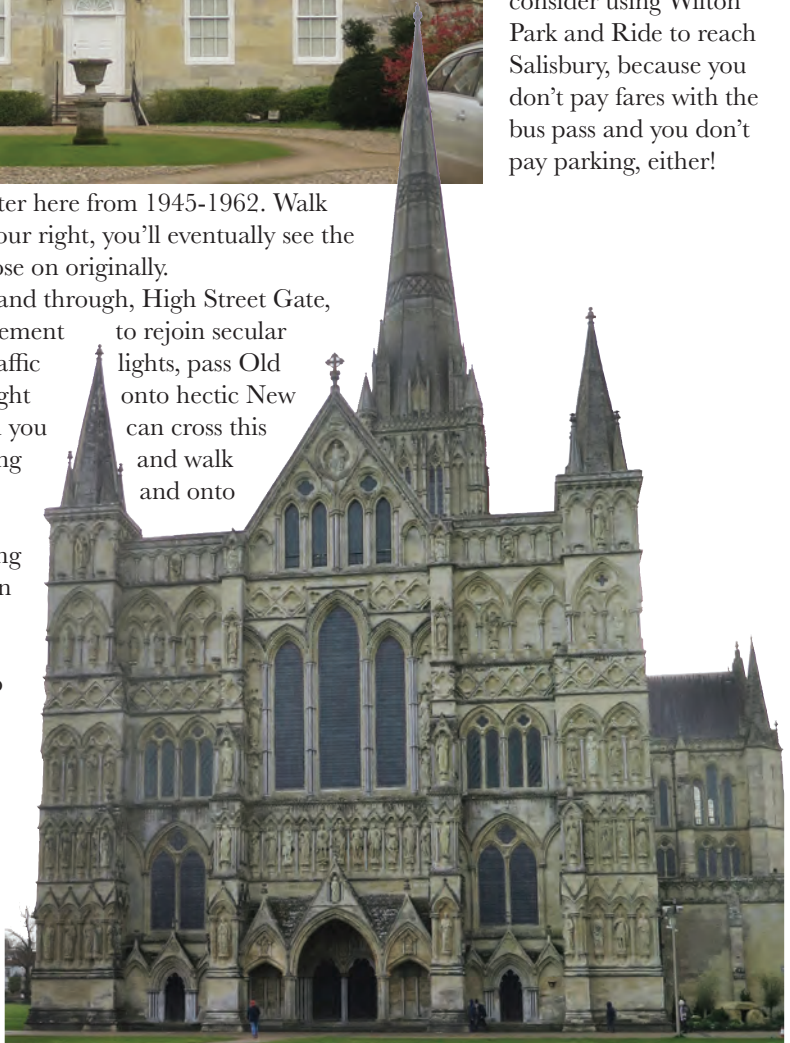 consider using Wilton
Park and Ride to reach
Salisbury, because you
don’t pay fares with the
bus pass and you don’t
pay parking, either!
ter here from 1945-1962. Walk
our right, you’ll eventually see the
ose on originally.
and through, High Street Gate,
ement to rejoin secular
affic lights, pass Old
ght onto hectic New
you can cross this
ng and walk
and onto
ng
n
o